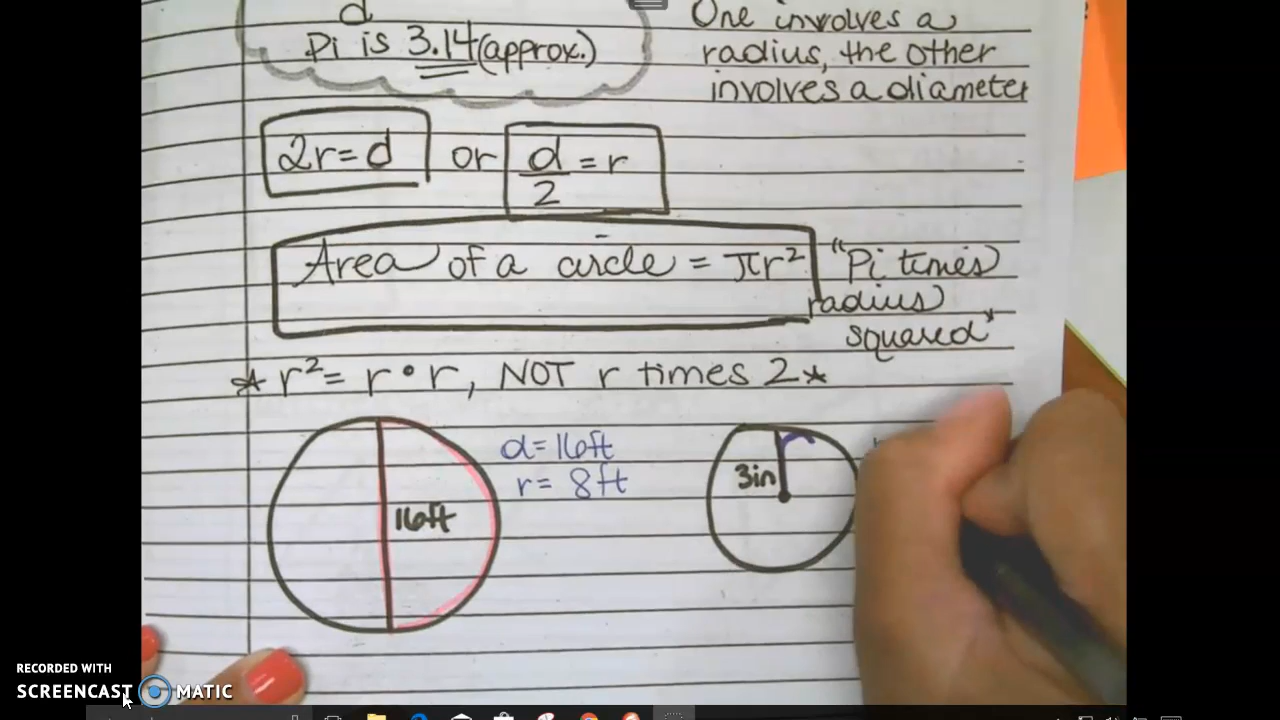 d
Pi is 3.14 (approx.)
One involves a
radius, the other
involves a diameter
2r = d or d/2 = r
Area of a circle = πr² "Pi times
radius
squared"
* r² = r • r, NOT r times 2 *
16ft
d = 16ft
r = 8ft
3in
RECORDED WITH
SCREENCAST MATIC